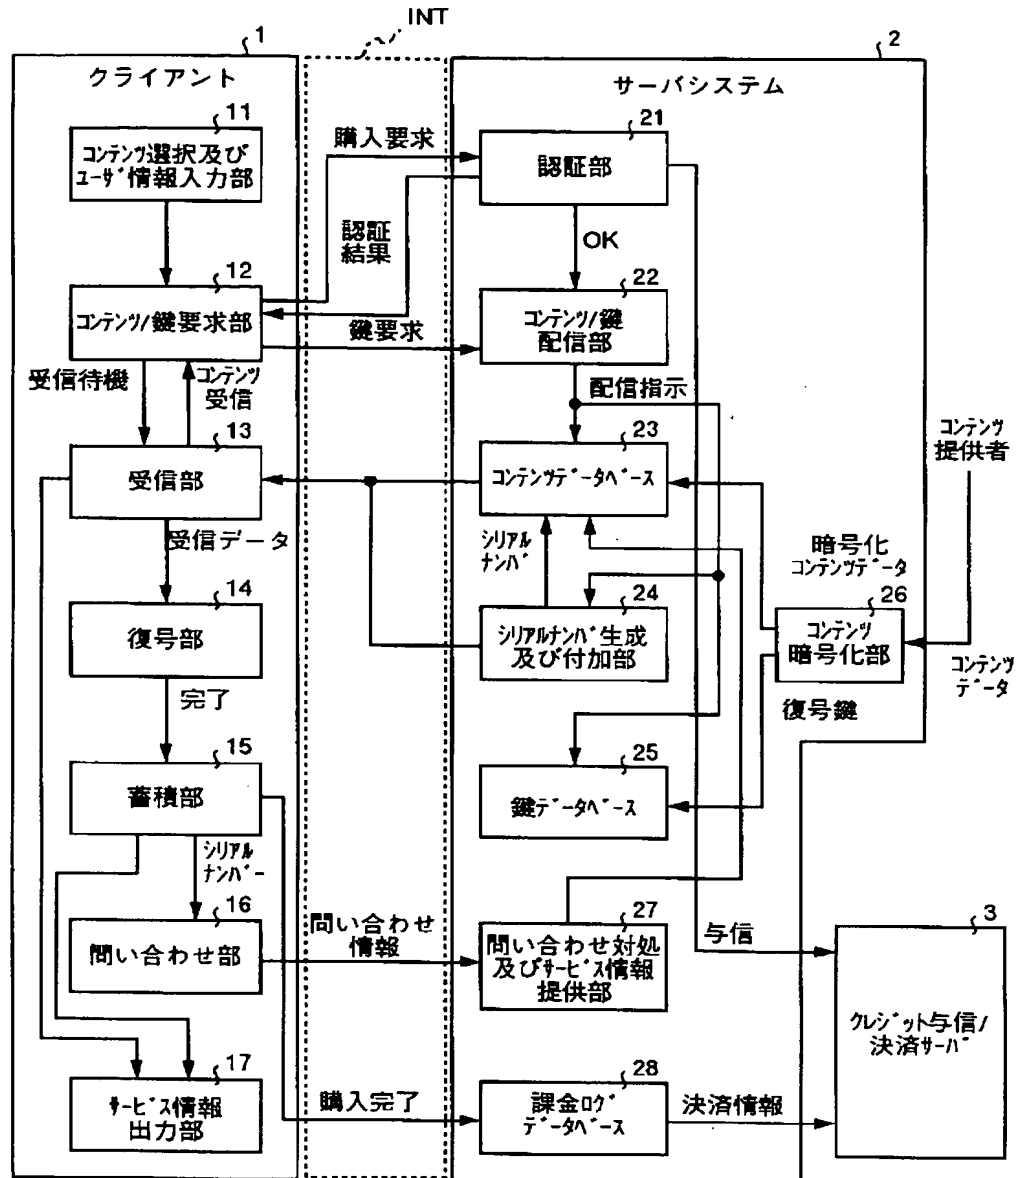 INT
1
2
クライアント
サーバシステム
11
コンテンツ選択及び
ユーザ情報入力部
購入要求
21
認証部
認証
結果
OK
12
コンテンツ/鍵要求部
鍵要求
22
コンテンツ/鍵
配信部
受信待機
コンテンツ
受信
配信指示
13
受信部
23
コンテンツデータベース
コンテンツ
提供者
受信データ
シリアル
ナンバ
暗号化
コンテンツデータ
14
復号部
24
シリアルナンバ生成
及び付加部
26
コンテンツ
暗号化部
コンテンツ
データ
完了
復号鍵
15
蓄積部
25
鍵データベース
シリアル
ナンバー
16
問い合わせ部
問い合わせ
情報
27
問い合わせ対処
及びサービス情報
提供部
与信
3
クレジット与信/
決済サーバ
17
サービス情報
出力部
購入完了
28
課金ログ
データベース
決済情報